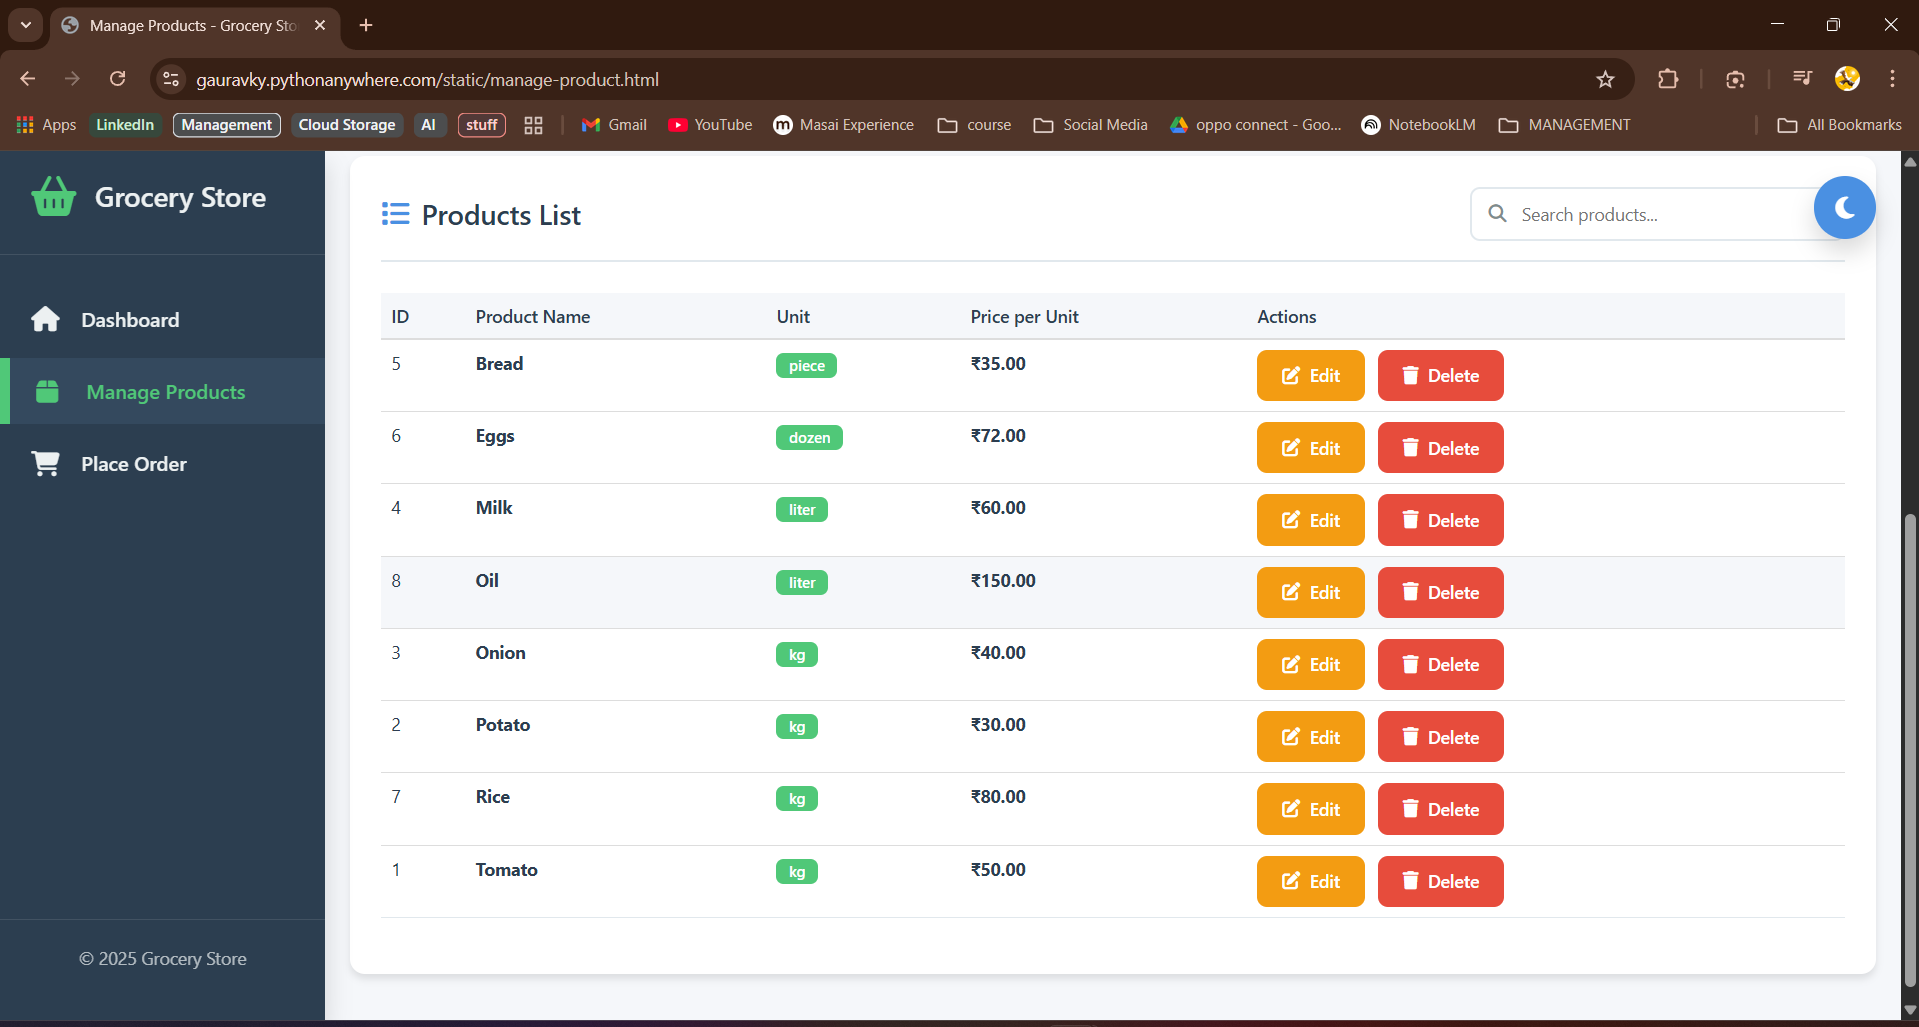 Manage Products - Grocery Sto
gauravky.pythonanywhere.com/static/manage-product.html
Apps LinkedIn Management Cloud Storage AI stuff Gmail YouTube Masai Experience course Social Media oppo connect - Goo... NotebookLM MANAGEMENT All Bookmarks
Grocery Store
Dashboard
Manage Products
Place Order
© 2025 Grocery Store
Products List
Search products...
ID Product Name Unit Price per Unit Actions
5 Bread piece ₹35.00 Edit Delete
6 Eggs dozen ₹72.00 Edit Delete
4 Milk liter ₹60.00 Edit Delete
8 Oil liter ₹150.00 Edit Delete
3 Onion kg ₹40.00 Edit Delete
2 Potato kg ₹30.00 Edit Delete
7 Rice kg ₹80.00 Edit Delete
1 Tomato kg ₹50.00 Edit Delete